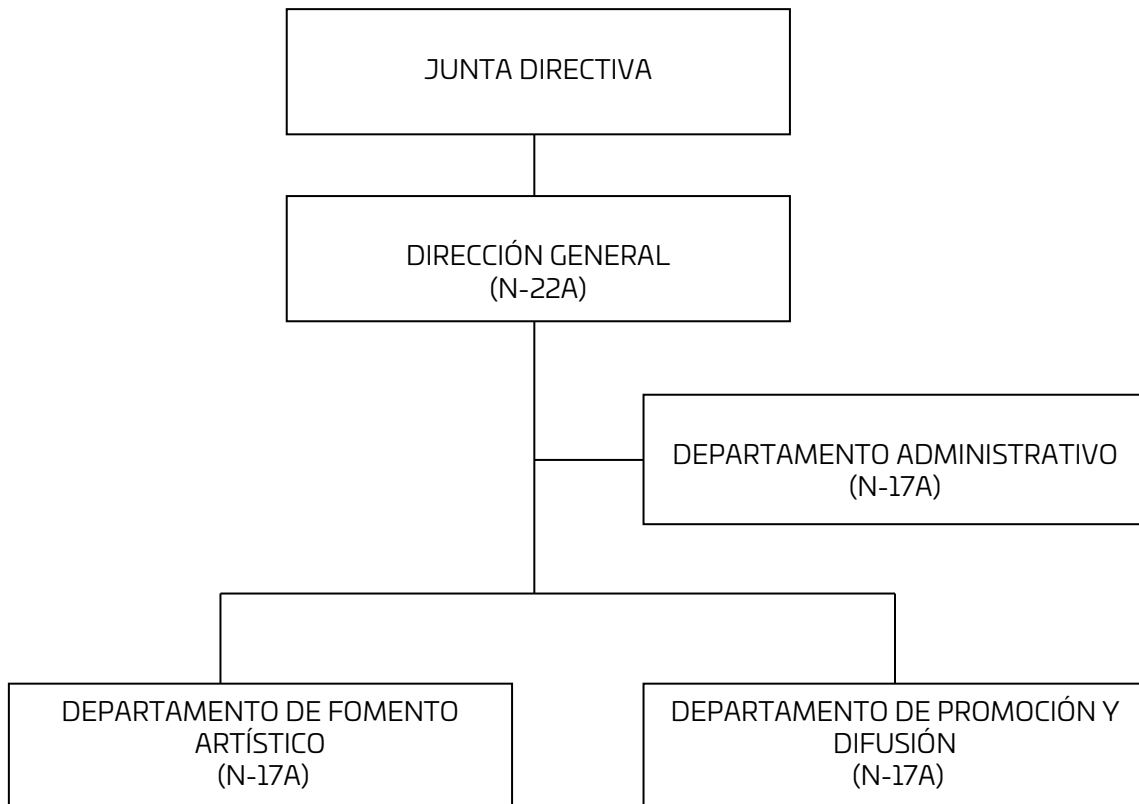 JUNTA DIRECTIVA
DIRECCIÓN GENERAL
(N-22A)
DEPARTAMENTO ADMINISTRATIVO
(N-17A)
DEPARTAMENTO DE FOMENTO
ARTÍSTICO
(N-17A)
DEPARTAMENTO DE PROMOCIÓN Y
DIFUSIÓN
(N-17A)